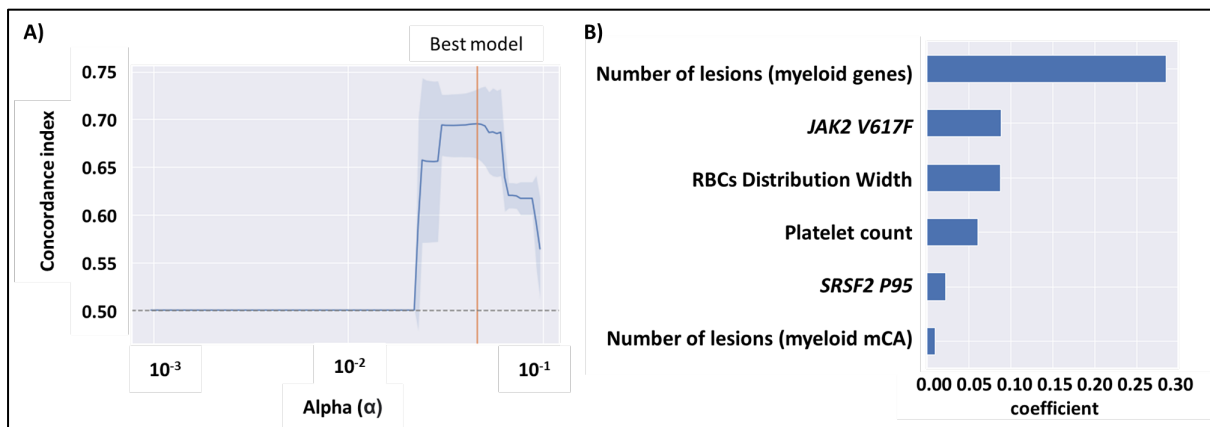 A)
Best model
0.75
0.70
0.65
0.60
0.55
0.50
Concordance index
10⁻³
10⁻²
10⁻¹
Alpha (α)
B)
Number of lesions (myeloid genes)
JAK2 V617F
RBCs Distribution Width
Platelet count
SRSF2 P95
Number of lesions (myeloid mCA)
0.00 0.05 0.10 0.15 0.20 0.25 0.30
coefficient